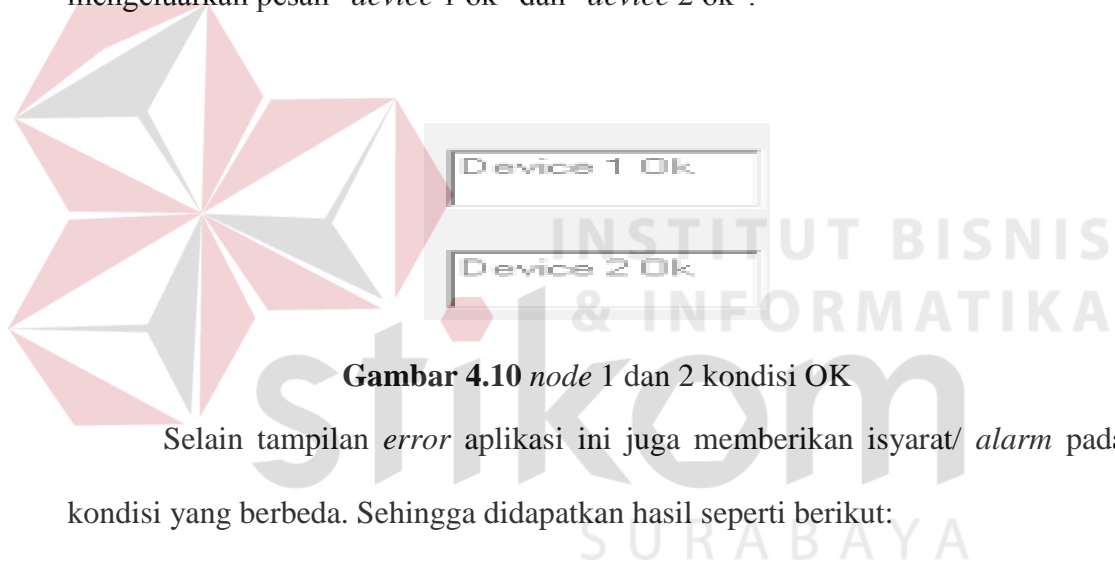 mengeluarkan pesan "device 1 ok" dan "device 2 ok".
Device 1 Ok
Device 2 Ok
INSTITUT BISNIS
& INFORMATIKA
stikom
SURABAYA
Gambar 4.10 node 1 dan 2 kondisi OK
Selain tampilan error aplikasi ini juga memberikan isyarat/ alarm pada
kondisi yang berbeda. Sehingga didapatkan hasil seperti berikut: